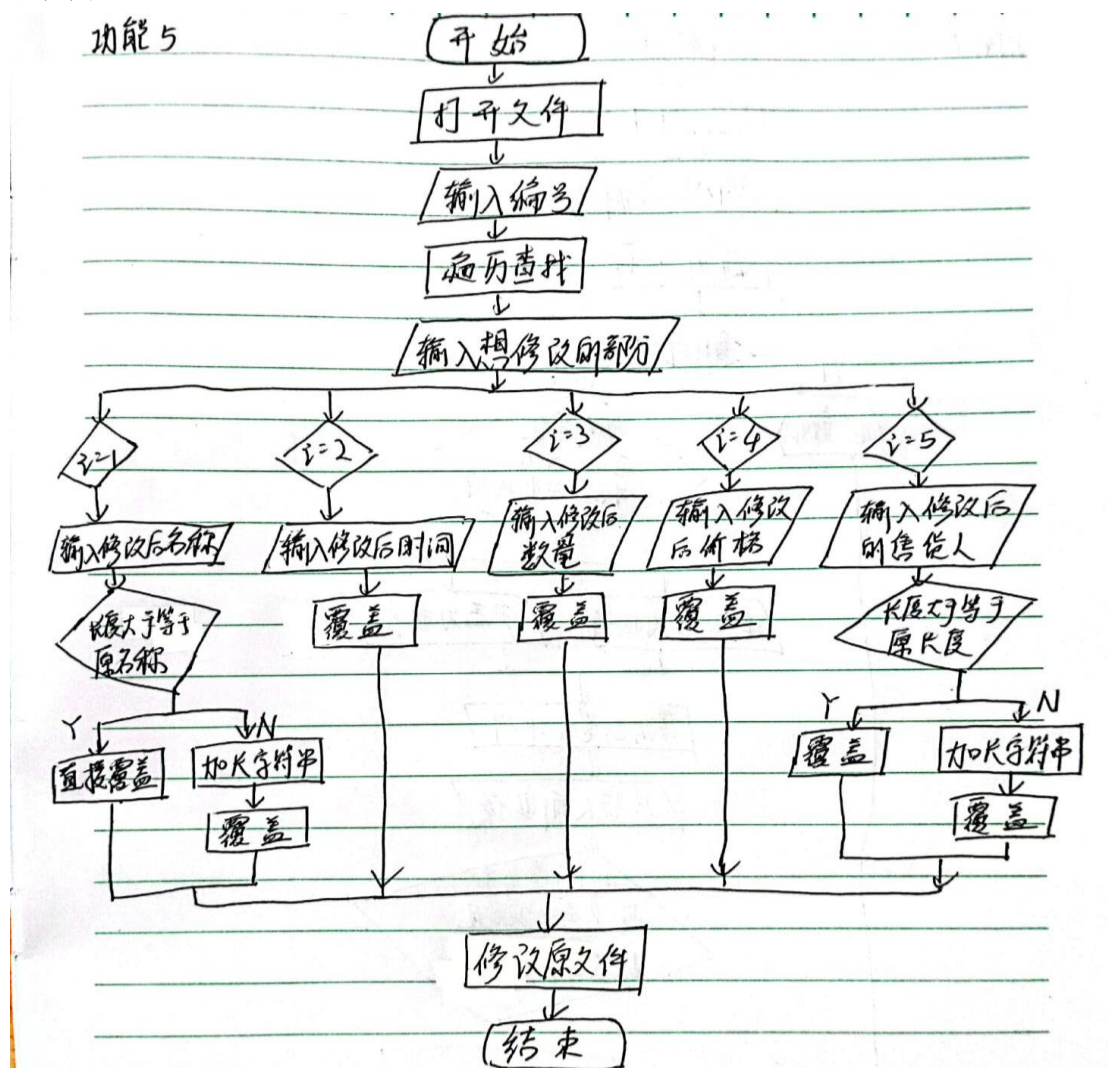 功能5
开始
打开文件
输入编号
遍历查找
输入想修改的部分
i=1
i=2
i=3
i=4
i=5
输入修改后名称
输入修改后时间
输入修改后
数量
输入修改
后价格
输入修改后
的售货人
长度大于等于
原名称
覆盖
覆盖
覆盖
长度大于等于
原长度
Y
N
直接覆盖
加长字符串
覆盖
Y
N
覆盖
加长字符串
覆盖
修改原文件
结束